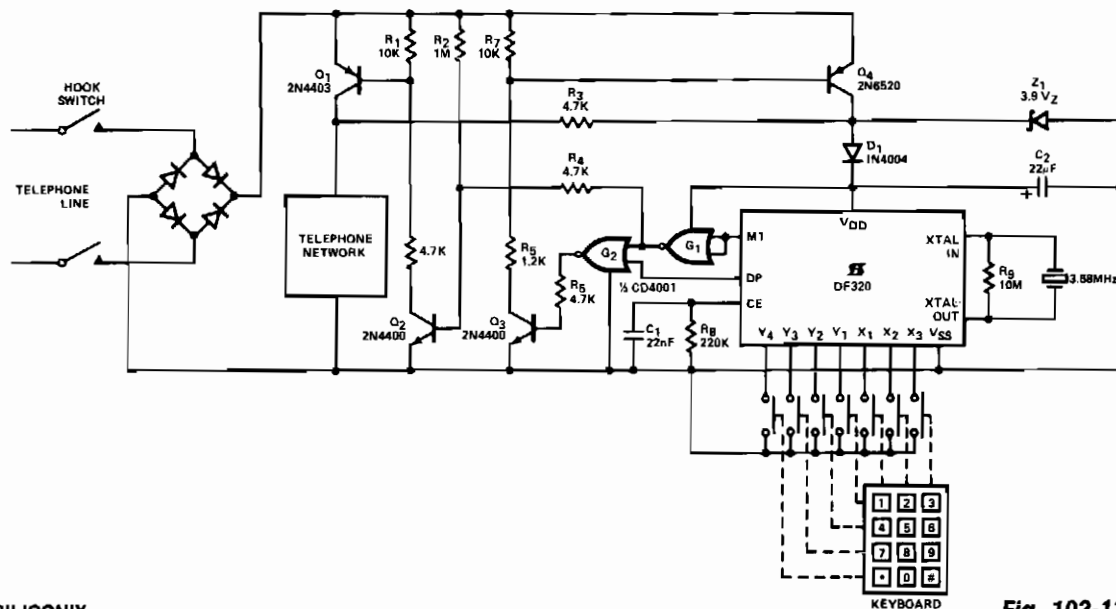 HOOK
SWITCH
TELEPHONE
LINE
Q1
2N4403
R1
10K
R2
1M
R7
10K
R3
4.7K
R4
4.7K
Q4
2N6520
Z1
3.9 VZ
D1
IN4004
C2
22µF
+
TELEPHONE
NETWORK
4.7K
R5
1.2K
R5
4.7K
G2
G1
½ CD4001
Q2
2N4400
Q3
2N4400
C1
22nF
R8
220K
VDD
M1
DP
CE
DF320
XTAL
IN
XTAL
OUT
Y4 Y3 Y2 Y1 X1 X2 X3 VSS
R9
10M
3.58MHz
1 2 3
4 5 6
7 8 9
* 0 #
KEYBOARD
SILICONIX